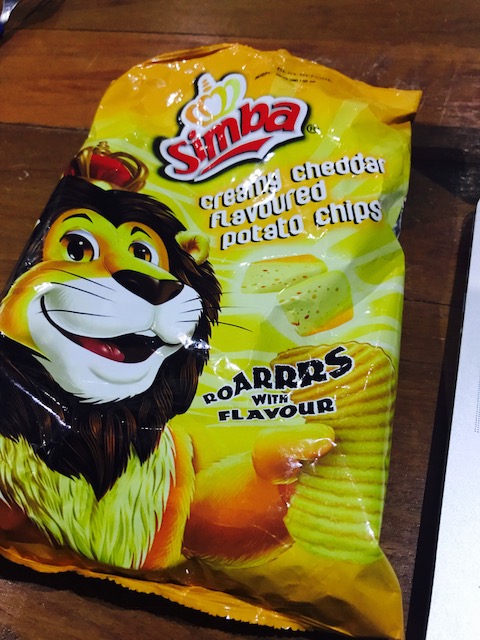 Simba®
creamy cheddar
flavoured
potato chips
ROARRRS
WITH
FLAVOUR